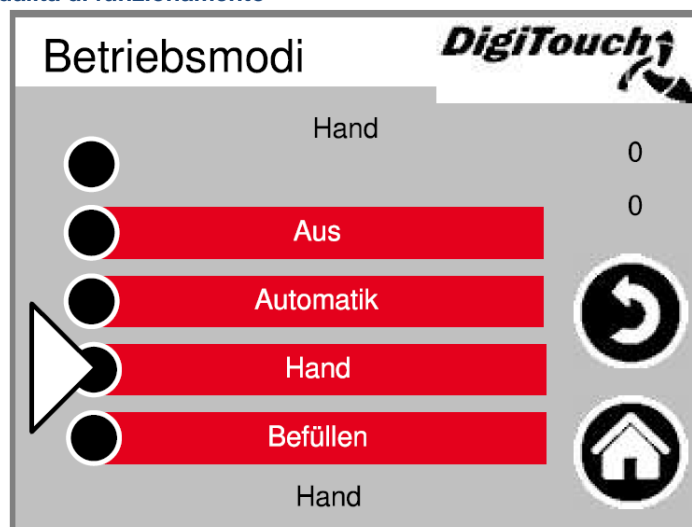 Betriebsmodi
DigiTouch
Hand
0
0
Aus
Automatik
Hand
Befüllen
Hand